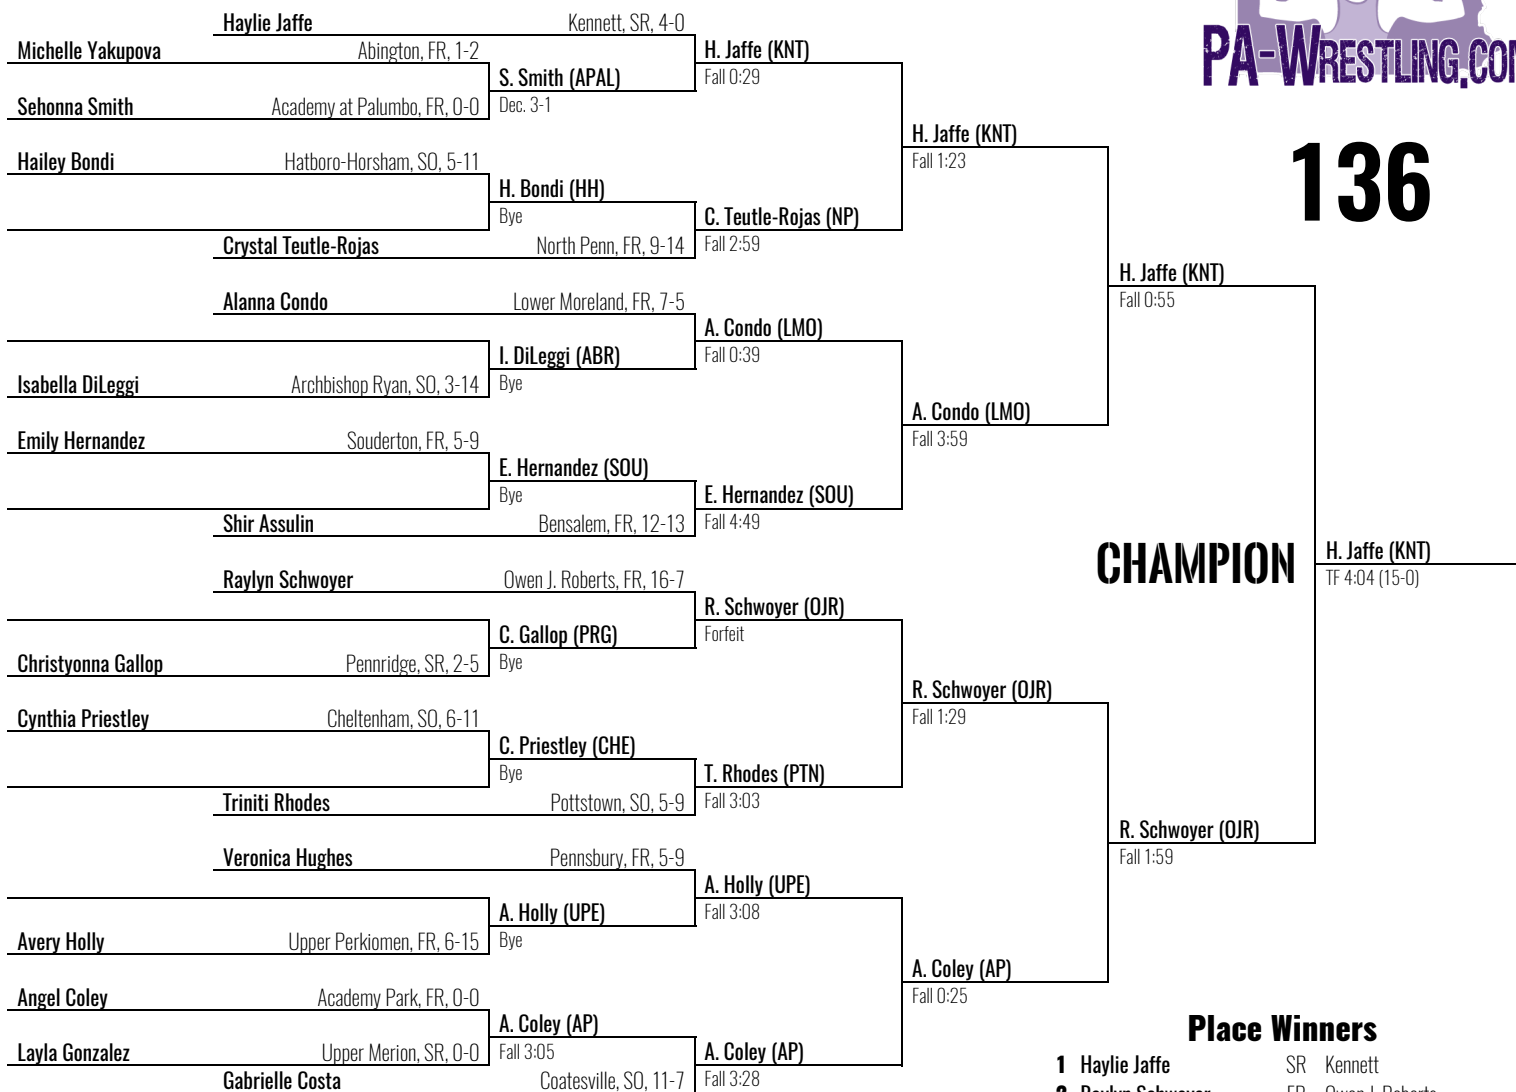 Haylie Jaffe Kennett, SR, 4-0
Michelle Yakupova Abington, FR, 1-2
H. Jaffe (KNT)
Fall 0:29
S. Smith (APAL)
Dec. 3-1
Sehonna Smith Academy at Palumbo, FR, 0-0
PA-WRESTLING.CO
H. Jaffe (KNT)
Fall 1:23
136
Hailey Bondi Hatboro-Horsham, SO, 5-11
H. Bondi (HH)
Bye
C. Teutle-Rojas (NP)
Fall 2:59
Crystal Teutle-Rojas North Penn, FR, 9-14
H. Jaffe (KNT)
Fall 0:55
Alanna Condo Lower Moreland, FR, 7-5
A. Condo (LMO)
Fall 0:39
I. DiLeggi (ABR)
Bye
Isabella DiLeggi Archbishop Ryan, SO, 3-14
A. Condo (LMO)
Fall 3:59
Emily Hernandez Souderton, FR, 5-9
E. Hernandez (SOU)
Bye
E. Hernandez (SOU)
Fall 4:49
Shir Assulin Bensalem, FR, 12-13
CHAMPION
H. Jaffe (KNT)
TF 4:04 (15-0)
Raylyn Schwoyer Owen J. Roberts, FR, 16-7
R. Schwoyer (OJR)
Forfeit
C. Gallop (PRG)
Bye
Christyonna Gallop Pennridge, SR, 2-5
R. Schwoyer (OJR)
Fall 1:29
Cynthia Priestley Cheltenham, SO, 6-11
C. Priestley (CHE)
Bye
T. Rhodes (PTN)
Fall 3:03
Triniti Rhodes Pottstown, SO, 5-9
R. Schwoyer (OJR)
Fall 1:59
Veronica Hughes Pennsbury, FR, 5-9
A. Holly (UPE)
Fall 3:08
A. Holly (UPE)
Bye
Avery Holly Upper Perkiomen, FR, 6-15
A. Coley (AP)
Fall 0:25
Angel Coley Academy Park, FR, 0-0
A. Coley (AP)
Fall 3:05
Layla Gonzalez Upper Merion, SR, 0-0
A. Coley (AP)
Fall 3:28
Gabrielle Costa Coatesville, SO, 11-7
Place Winners
1 Haylie Jaffe SR Kennett
2 Raylyn Schwoyer FR Owen J. Roberts